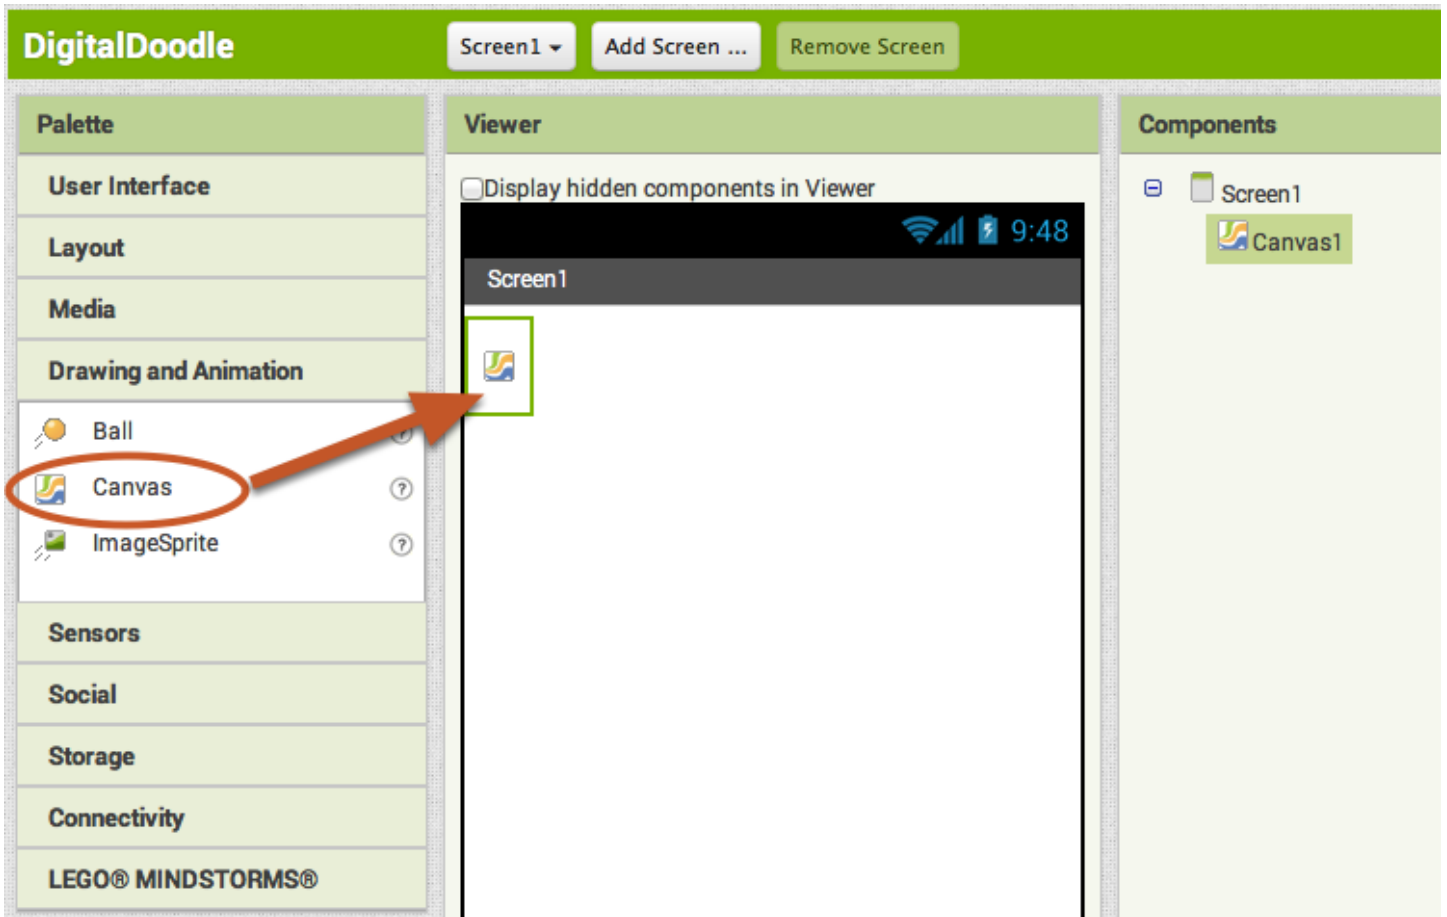 DigitalDoodle
Screen1
Add Screen ...
Remove Screen
Palette
User Interface
Layout
Media
Drawing and Animation
Ball
?
Canvas
?
ImageSprite
?
Sensors
Social
Storage
Connectivity
LEGO® MINDSTORMS®
Viewer
Display hidden components in Viewer
9:48
Screen1
Components
Screen1
Canvas1